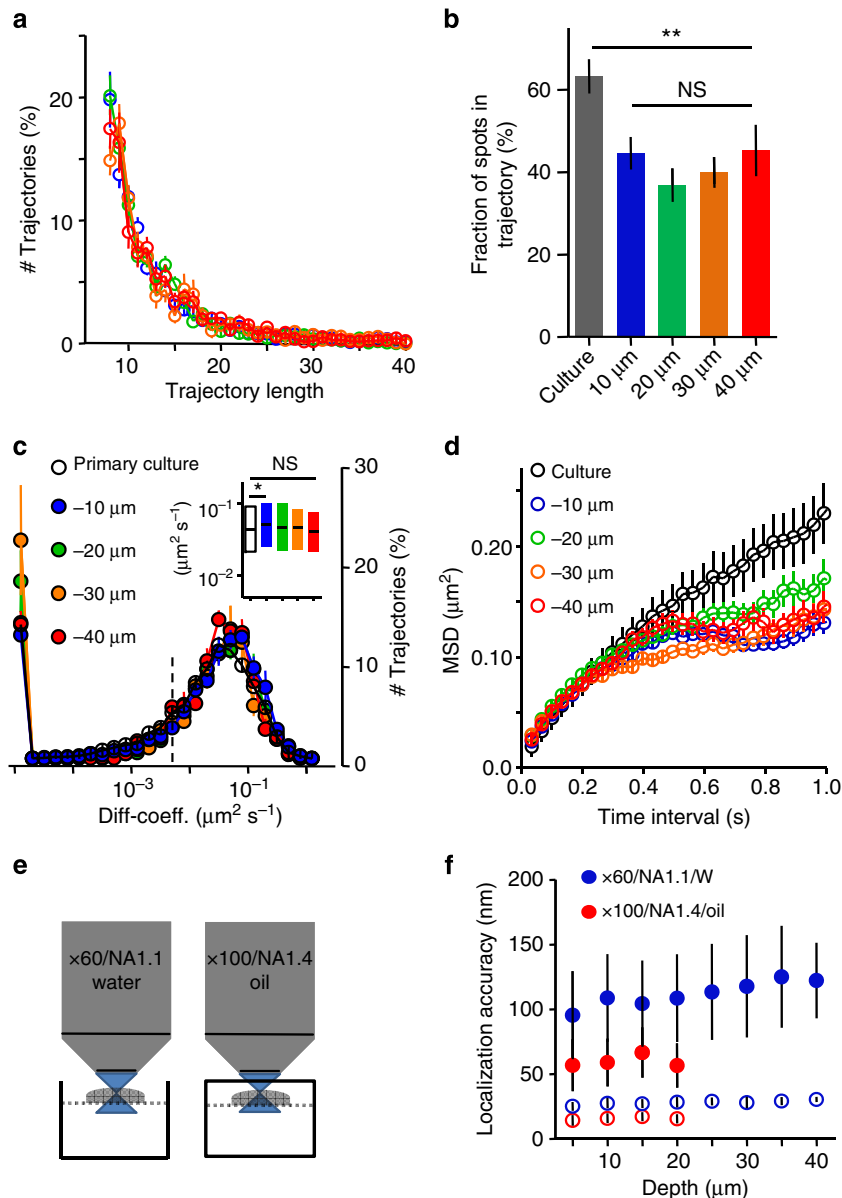 a
# Trajectories (%)
20
10
0
10
20
30
40
Trajectory length
b
Fraction of spots in
trajectory (%)
60
40
20
0
**
NS
Culture
10 μm
20 μm
30 μm
40 μm
c
Primary culture
–10 μm
–20 μm
–30 μm
–40 μm
NS
*
(μm² s⁻¹)
10⁻¹
10⁻²
30
20
10
0
# Trajectories (%)
10⁻³
10⁻¹
Diff-coeff. (μm² s⁻¹)
d
Culture
–10 μm
–20 μm
–30 μm
–40 μm
MSD (μm²)
0.20
0.10
0.0
0.0
0.2
0.4
0.6
0.8
1.0
Time interval (s)
e
×60/NA1.1
water
×100/NA1.4
oil
f
×60/NA1.1/W
×100/NA1.4/oil
Localization accuracy (nm)
200
150
100
50
0
10
20
30
40
Depth (μm)